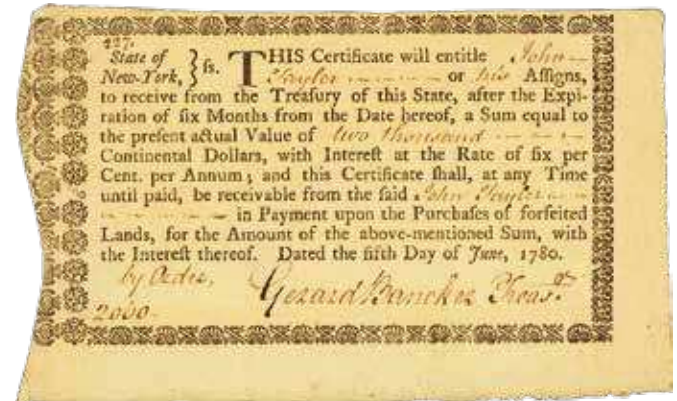 227.
State of
New-York, } ſs. THIS Certificate will entitle John
Tayler or his Aſſigns,
to receive from the Treaſury of this State, after the Expi-
ration of ſix Months from the Date hereof, a Sum equal to
the preſent actual Value of two thouſand
Continental Dollars, with Intereſt at the Rate of ſix per
Cent. per Annum; and this Certificate ſhall, at any Time
until paid, be receivable from the ſaid John Tayler
in Payment upon the Purchaſes of forfeited
Lands, for the Amount of the above-mentioned Sum, with
the Intereſt thereof. Dated the fifth Day of June, 1780.
by Order,
Gerard Bancker Treaſr.
2000.